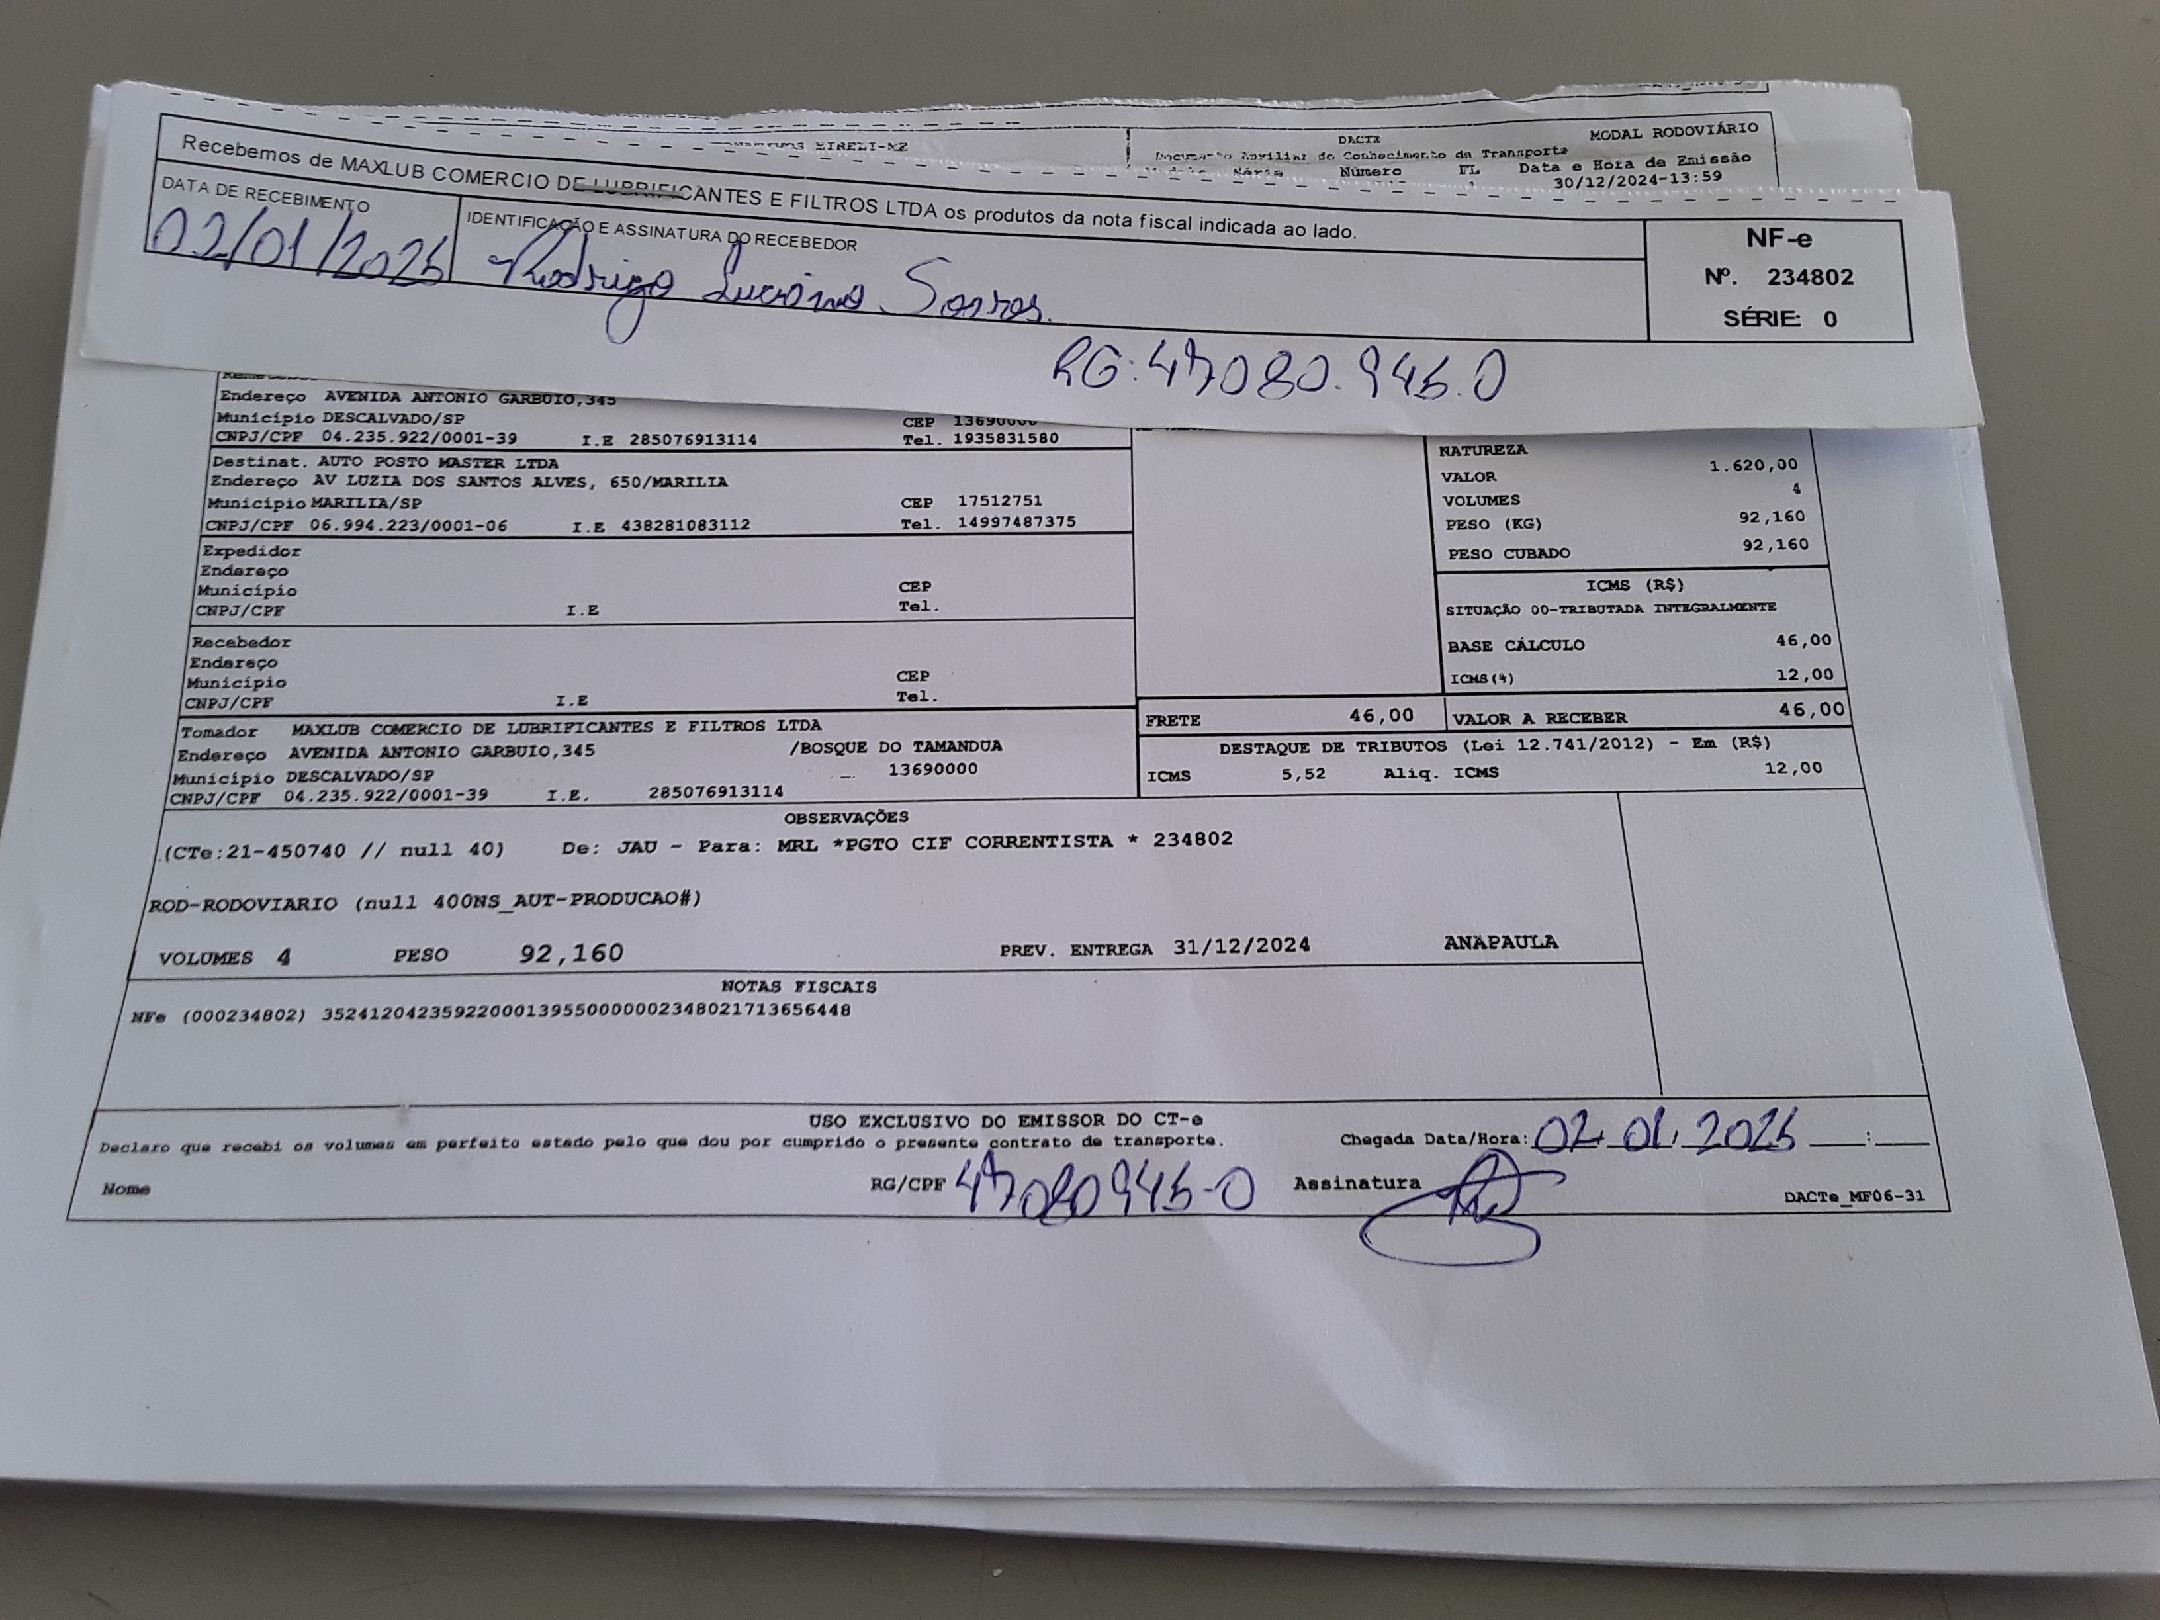 DACTE
MODAL RODOVIÁRIO
Documento Auxiliar do Conhecimento de Transporte
Número FL Data e Hora de Emissão
30/12/2024-13:59
Recebemos de MAXLUB COMERCIO DE LUBRIFICANTES E FILTROS LTDA os produtos da nota fiscal indicada ao lado.
DATA DE RECEBIMENTO
02/01/2025
IDENTIFICAÇÃO E ASSINATURA DO RECEBEDOR
Rodrigo
NF-e
Nº. 234802
SÉRIE: 0
Endereço AVENIDA ANTONIO GARBUIO,345
Município DESCALVADO/SP CEP 13690000
CNPJ/CPF 04.235.922/0001-39 I.E 285076913114 Tel. 1935831580
Destinat. AUTO POSTO MASTER LTDA
Endereço AV LUZIA DOS SANTOS ALVES, 650/MARILIA
Município MARILIA/SP CEP 17512751
CNPJ/CPF 06.994.223/0001-06 I.E 438281083112 Tel. 14997487375
Expedidor
Endereço
Município CEP
CNPJ/CPF I.E Tel.
Recebedor
Endereço
Município CEP
CNPJ/CPF I.E Tel.
Tomador MAXLUB COMERCIO DE LUBRIFICANTES E FILTROS LTDA
Endereço AVENIDA ANTONIO GARBUIO,345 /BOSQUE DO TAMANDUA
Município DESCALVADO/SP 13690000
CNPJ/CPF 04.235.922/0001-39 I.E. 285076913114
NATUREZA
VALOR 1.620,00
VOLUMES 4
PESO (KG) 92,160
PESO CUBADO 92,160
ICMS (R$)
SITUAÇÃO 00-TRIBUTADA INTEGRALMENTE
BASE CÁLCULO 46,00
ICMS(%) 12,00
FRETE 46,00 VALOR A RECEBER 46,00
DESTAQUE DE TRIBUTOS (Lei 12.741/2012) - Em (R$)
ICMS 5,52 Aliq. ICMS 12,00
OBSERVAÇÕES
.(CTe:21-450740 // null 40) De: JAU - Para: MRL *PGTO CIF CORRENTISTA * 234802
ROD-RODOVIARIO (null 400NS_AUT-PRODUCAO#)
VOLUMES 4 PESO 92,160 PREV. ENTREGA 31/12/2024 ANAPAULA
NOTAS FISCAIS
NFe (000234802) 35241204235922000139550000002348021713656448
USO EXCLUSIVO DO EMISSOR DO CT-e
Declaro que recebi os volumes em perfeito estado pelo que dou por cumprido o presente contrato de transporte. Chegada Data/Hora: 02.01.2025 :
Nome RG/CPF Assinatura
DACTe_MF06-31